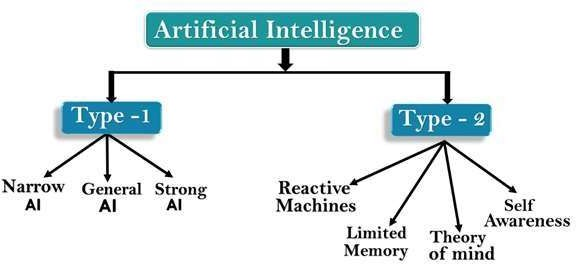 Artificial Intelligence
Type -1
Type - 2
Narrow
AI
General
AI
Strong
AI
Reactive
Machines
Limited
Memory
Theory
of mind
Self
Awareness